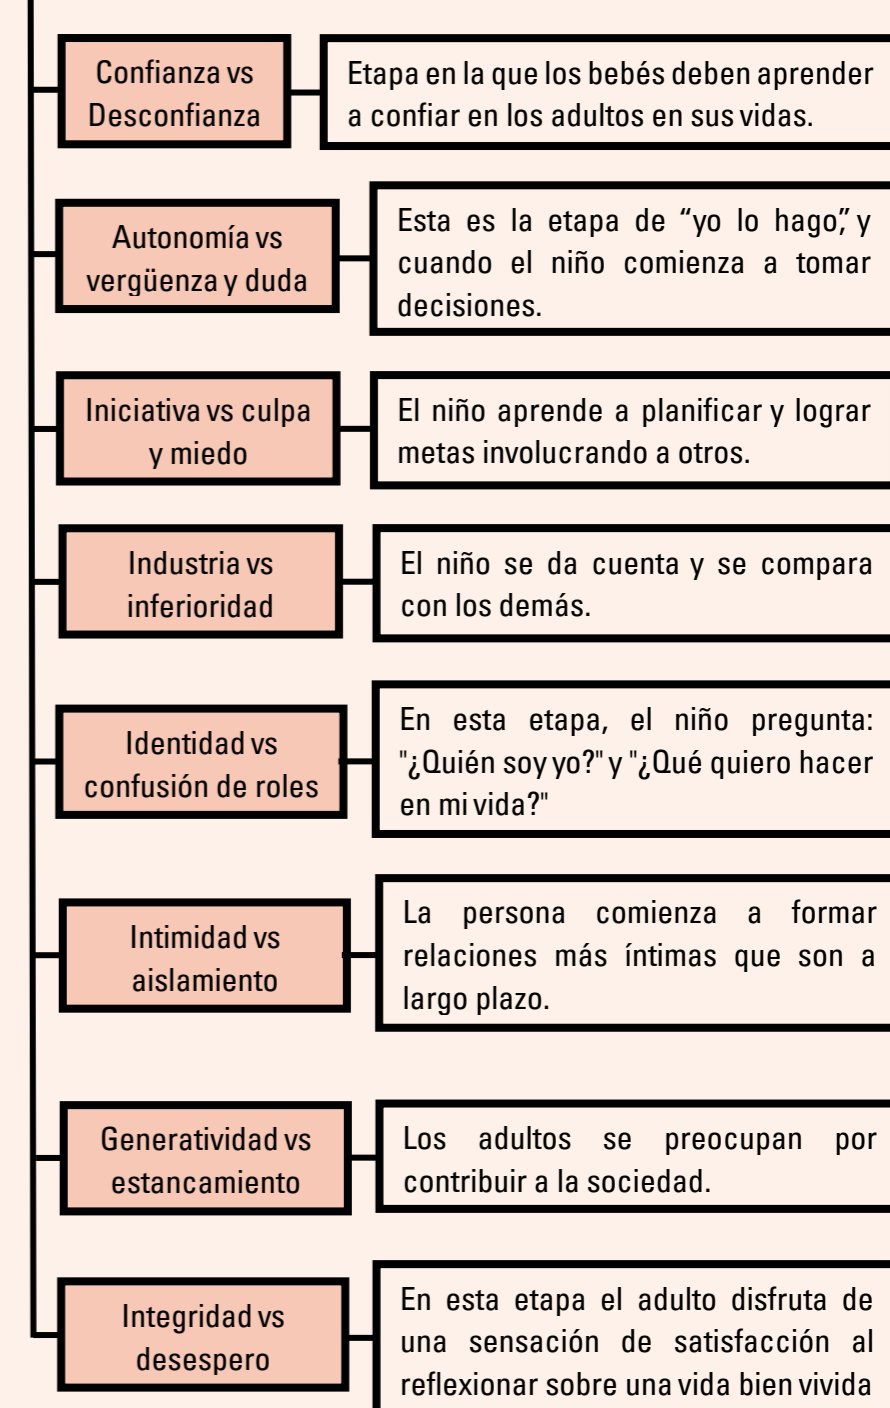 Confianza vs
Desconfianza
Etapa en la que los bebés deben aprender
a confiar en los adultos en sus vidas.
Autonomía vs
vergüenza y duda
Esta es la etapa de “yo lo hago”, y
cuando el niño comienza a tomar
decisiones.
Iniciativa vs culpa
y miedo
El niño aprende a planificar y lograr
metas involucrando a otros.
Industria vs
inferioridad
El niño se da cuenta y se compara
con los demás.
Identidad vs
confusión de roles
En esta etapa, el niño pregunta:
"¿Quién soy yo?" y "¿Qué quiero hacer
en mi vida?"
Intimidad vs
aislamiento
La persona comienza a formar
relaciones más íntimas que son a
largo plazo.
Generatividad vs
estancamiento
Los adultos se preocupan por
contribuir a la sociedad.
Integridad vs
desespero
En esta etapa el adulto disfruta de
una sensación de satisfacción al
reflexionar sobre una vida bien vivida